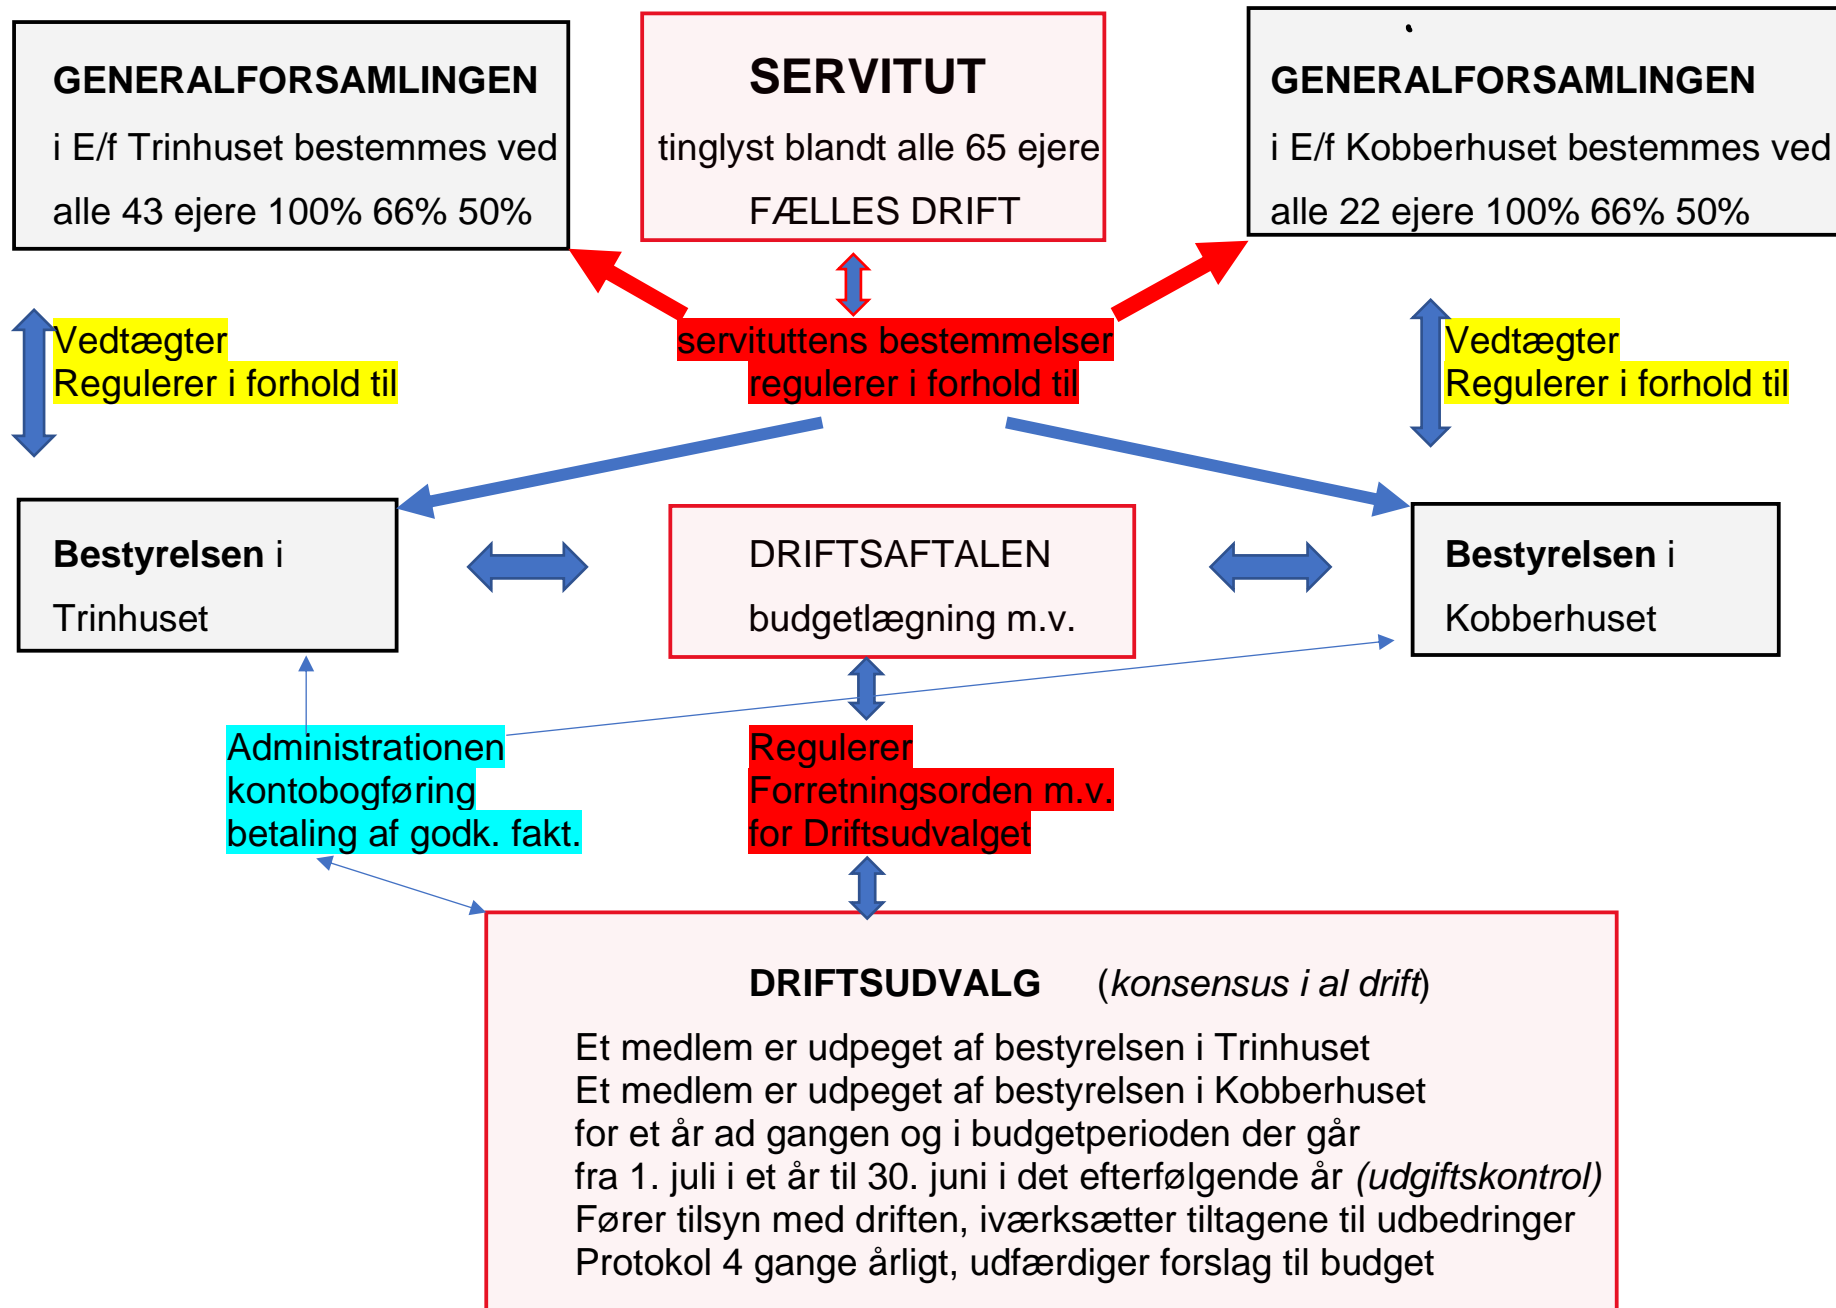 GENERALFORSAMLINGEN
i E/f Trinhuset bestemmes ved
alle 43 ejere 100% 66% 50%
SERVITUT
tinglyst blandt alle 65 ejere
FÆLLES DRIFT
GENERALFORSAMLINGEN
i E/f Kobberhuset bestemmes ved
alle 22 ejere 100% 66% 50%
Vedtægter
Regulerer i forhold til
servituttens bestemmelser
regulerer i forhold til
Vedtægter
Regulerer i forhold til
Bestyrelsen i
Trinhuset
DRIFTSAFTALEN
budgetlægning m.v.
Bestyrelsen i
Kobberhuset
Administrationen
kontobogføring
betaling af godk. fakt.
Regulerer
Forretningsorden m.v.
for Driftsudvalget
DRIFTSUDVALG (konsensus i al drift)
Et medlem er udpeget af bestyrelsen i Trinhuset
Et medlem er udpeget af bestyrelsen i Kobberhuset
for et år ad gangen og i budgetperioden der går
fra 1. juli i et år til 30. juni i det efterfølgende år (udgiftskontrol)
Fører tilsyn med driften, iværksætter tiltagene til udbedringer
Protokol 4 gange årligt, udfærdiger forslag til budget